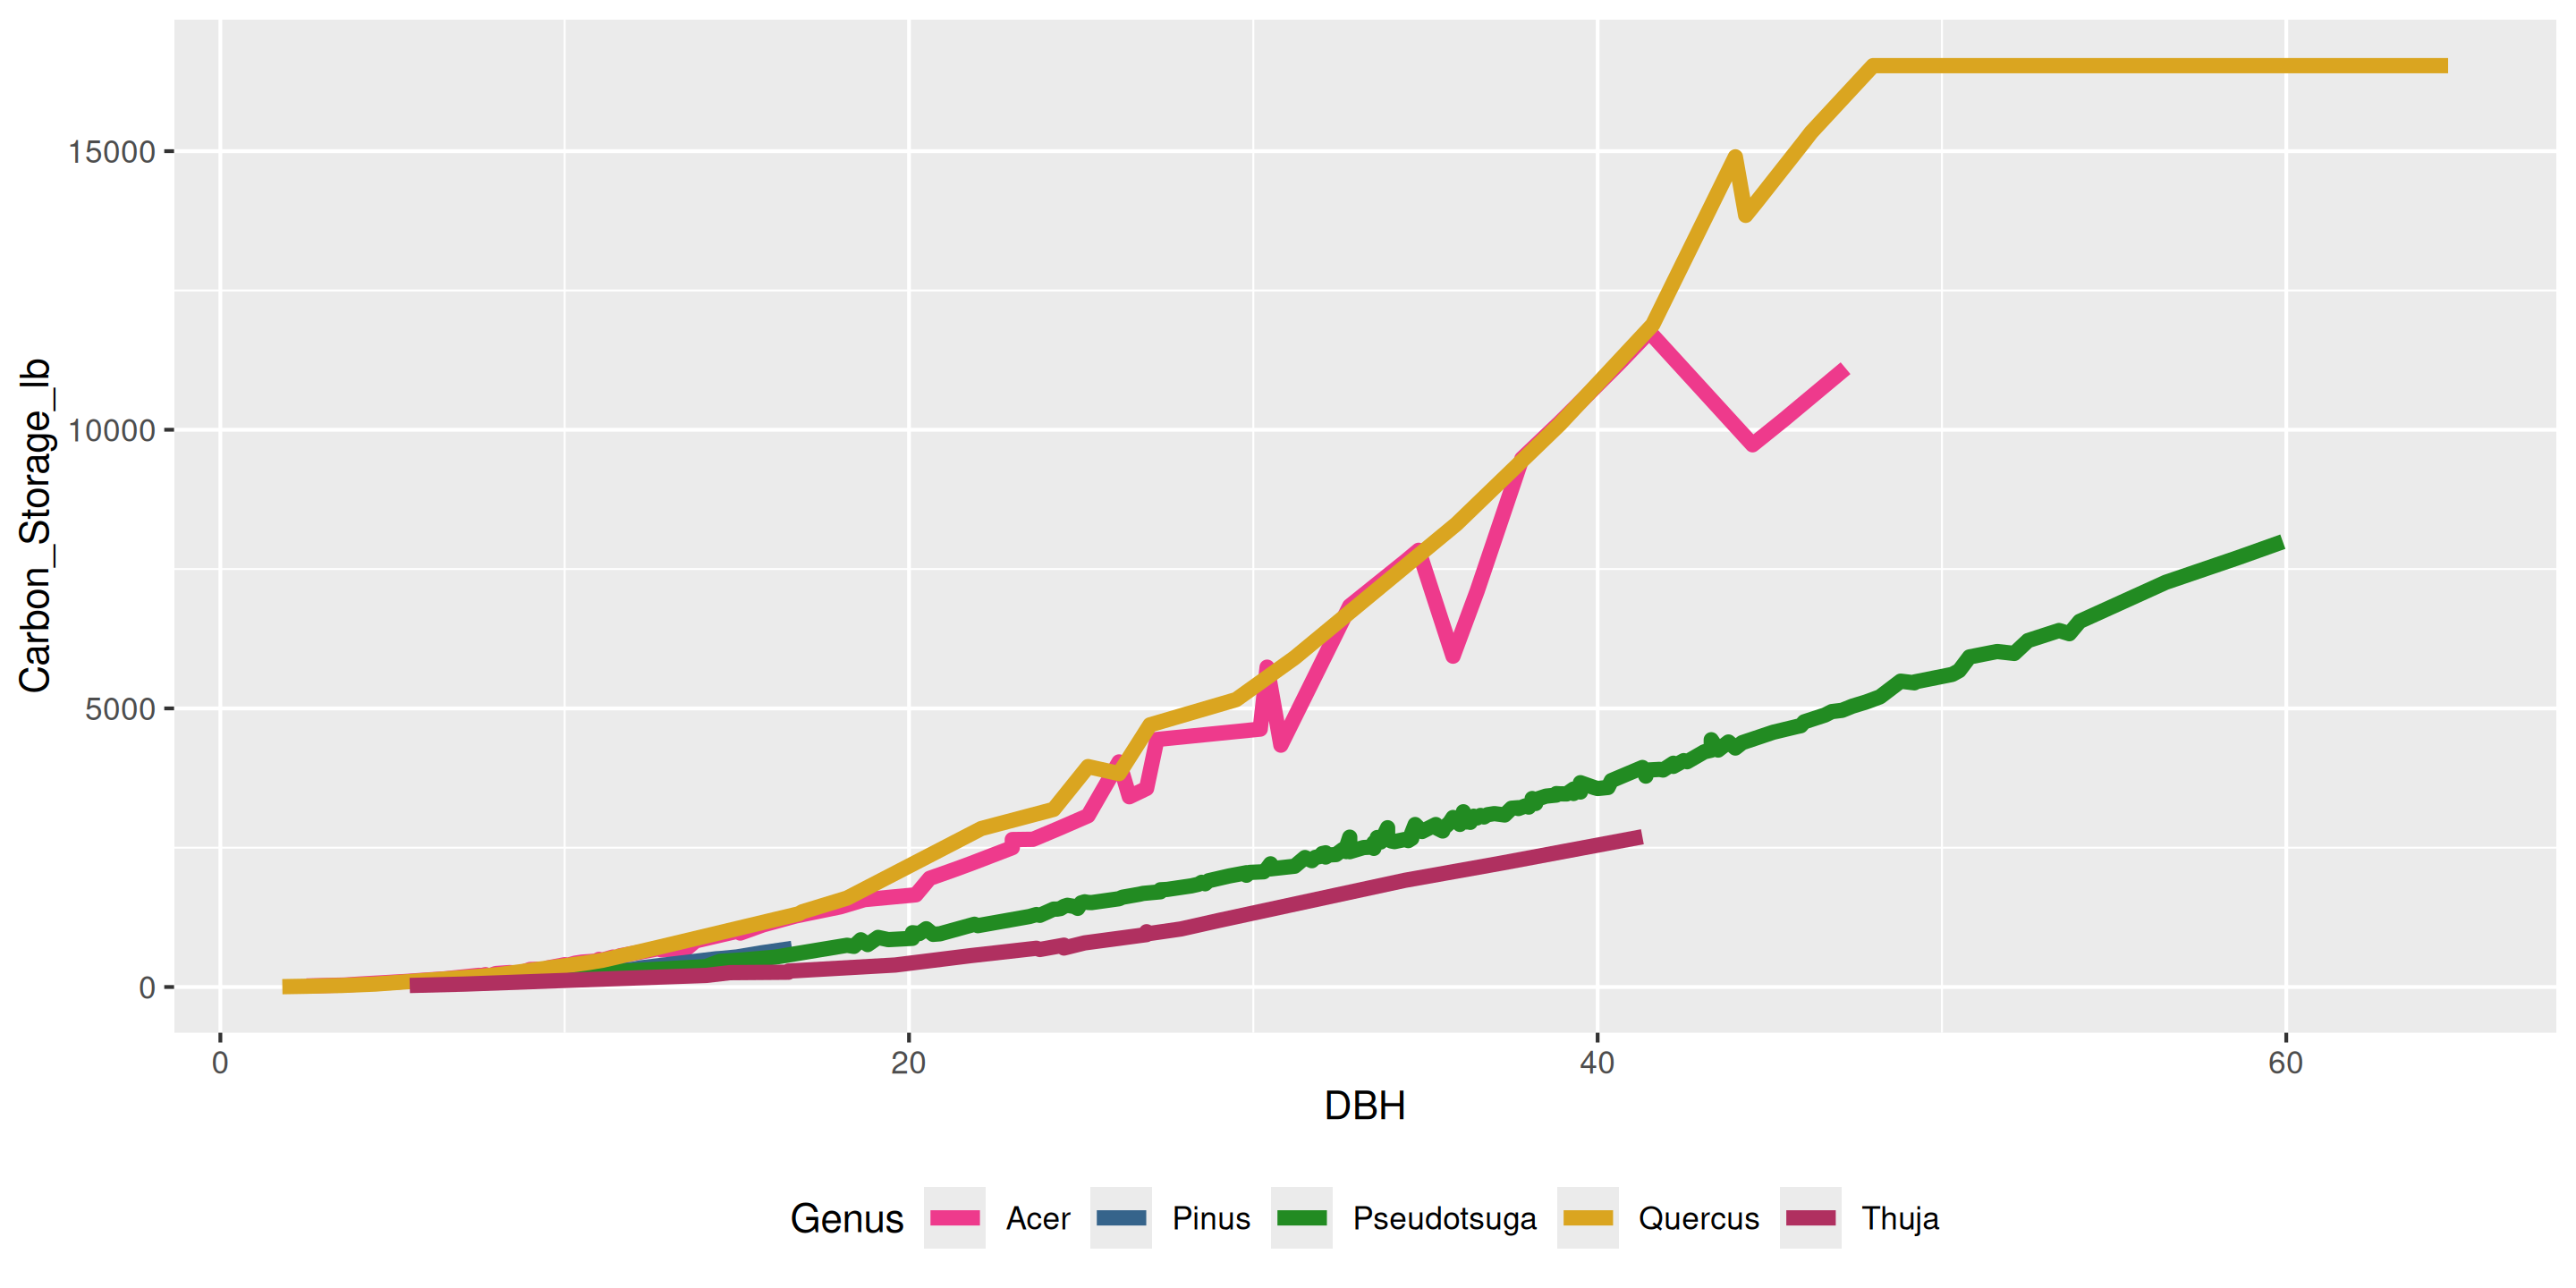 Carbon_Storage_lb
15000
10000
5000
0
0 20 40 60
DBH
Genus Acer Pinus Pseudotsuga Quercus Thuja